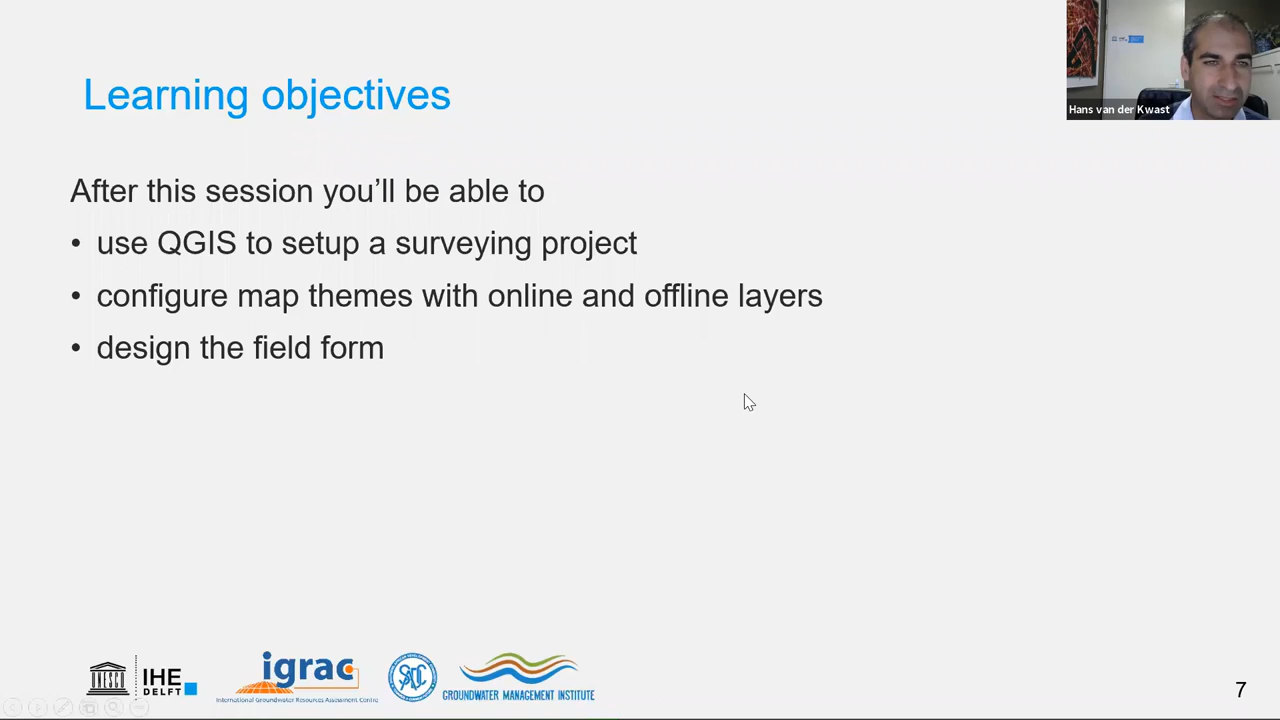 Learning objectives
Hans van der Kwast
After this session you’ll be able to
• use QGIS to setup a surveying project
• configure map themes with online and offline layers
• design the field form
UNESCO
IHE
DELFT
igrac
International Groundwater Resources Assessment Centre
GROUNDWATER MANAGEMENT INSTITUTE
7